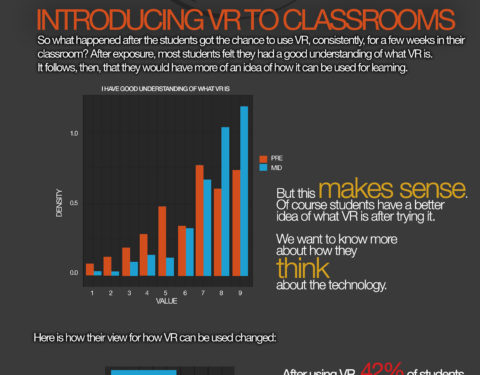 INTRODUCING VR TO CLASSROOMS
So what happened after the students got the chance to use VR, consistently, for a few weeks in their
classroom? After exposure, most students felt they had a good understanding of what VR is.
It follows, then, that they would have more of an idea of how it can be used for learning.
I HAVE GOOD UNDERSTANDING OF WHAT VR IS
1.0
0.5
0.0
DENSITY
1 2 3 4 5 6 7 8 9
VALUE
PRE
MID
But this makes sense.
Of course students have a better
idea of what VR is after trying it.
We want to know more
about how they
think
about the technology.
Here is how their view for how VR can be used changed:
After using VR, 42% of students